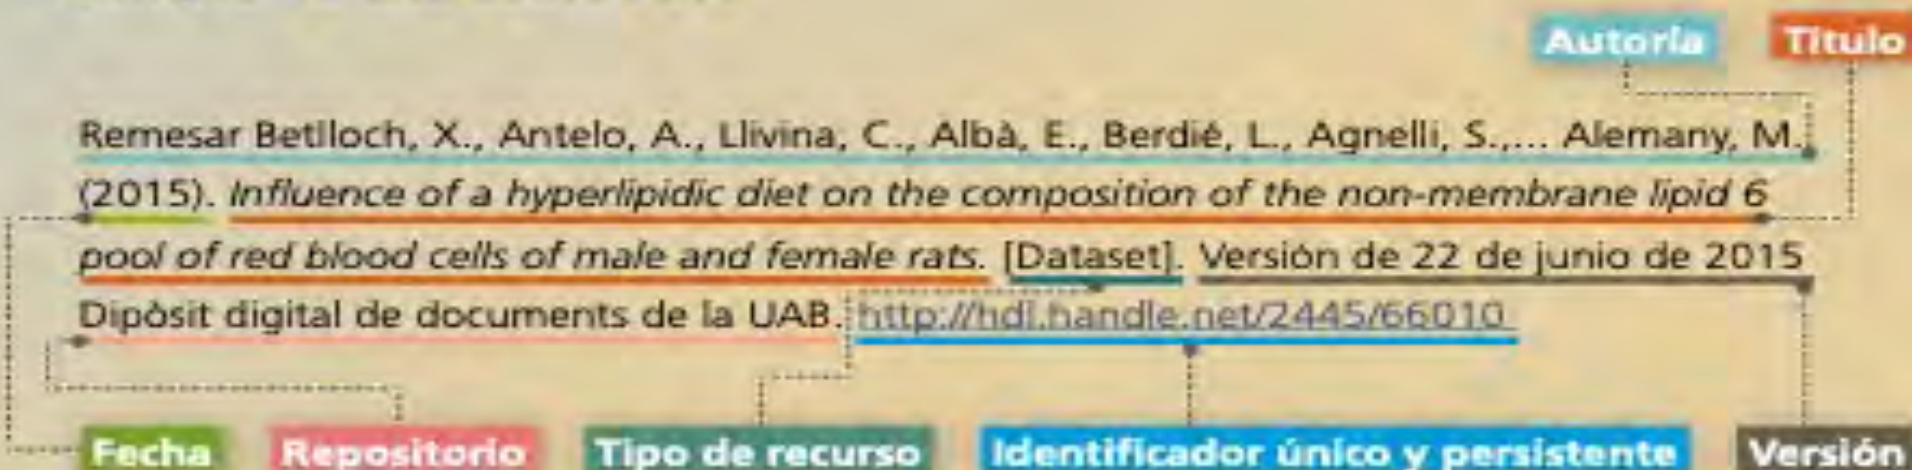 Autoría Título
Remesar Betlloch, X., Antelo, A., Llivina, C., Albà, E., Berdié, L., Agnelli, S.,... Alemany, M.
(2015). Influence of a hyperlipidic diet on the composition of the non-membrane lipid 6
pool of red blood cells of male and female rats. [Dataset]. Versión de 22 de junio de 2015
Dipòsit digital de documents de la UAB. http://hdl.handle.net/2445/66010
Fecha Repositorio Tipo de recurso Identificador único y persistente Versión